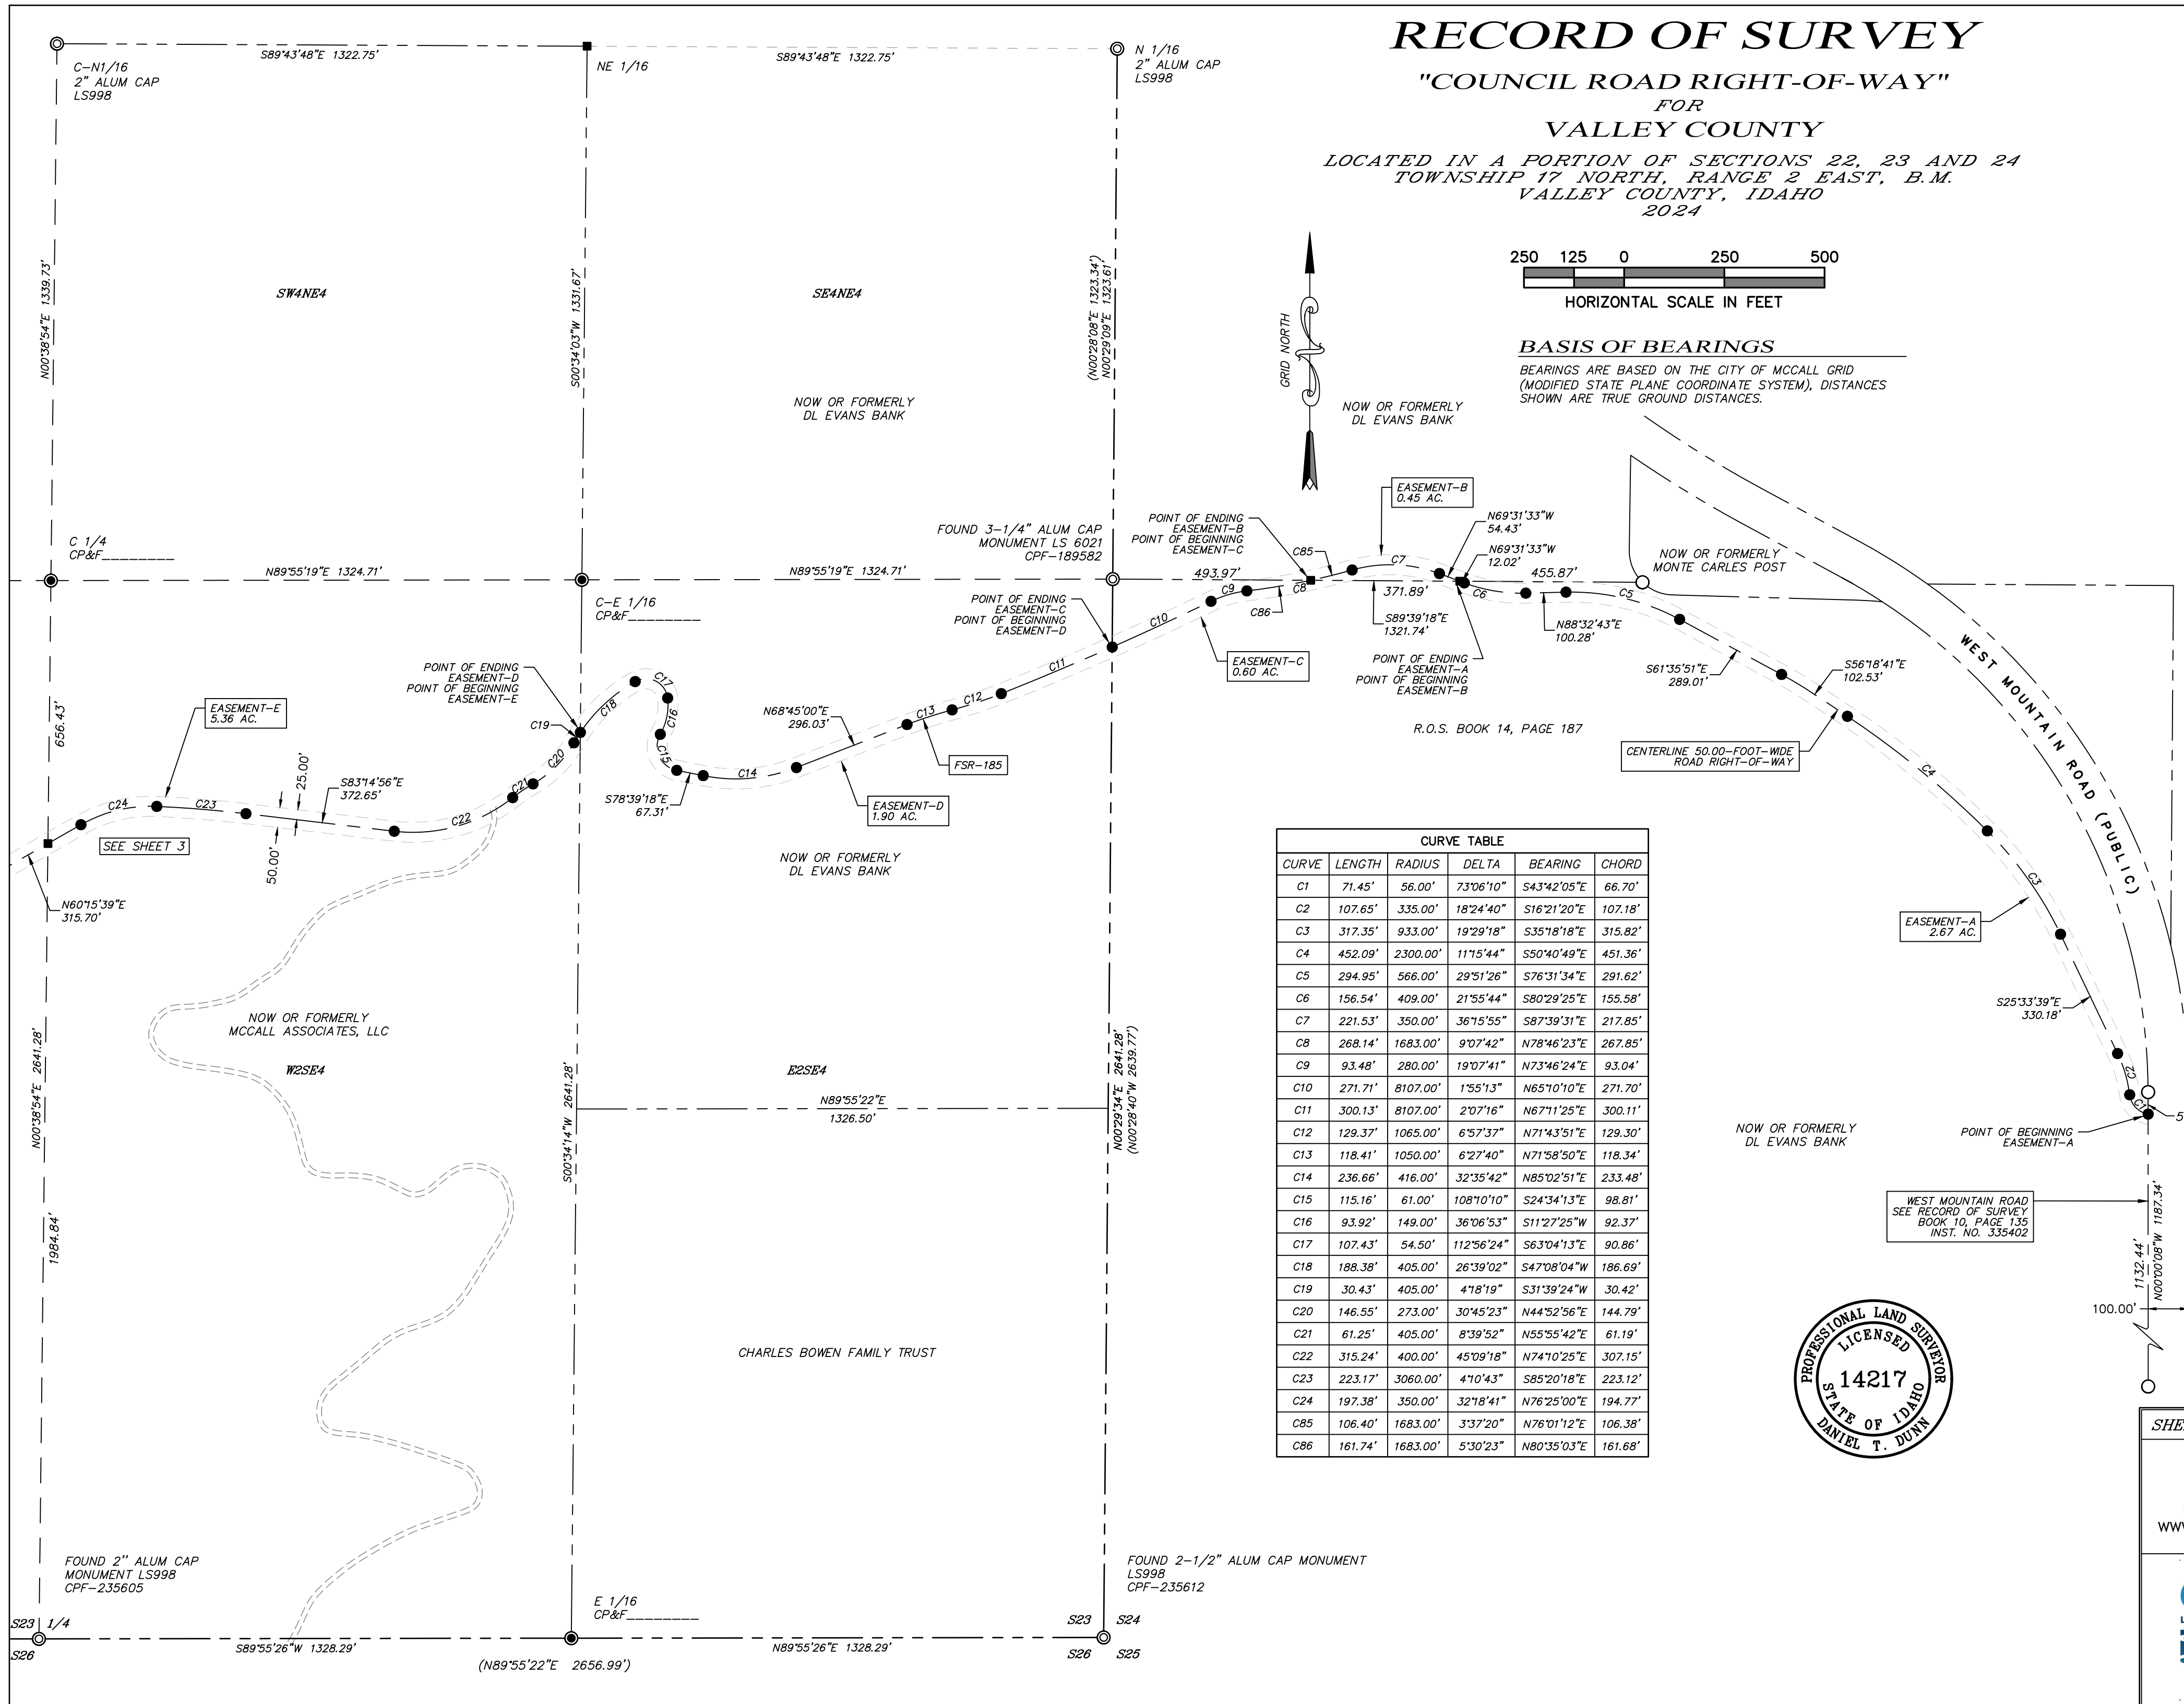 RECORD OF SURVEY
"COUNCIL ROAD RIGHT-OF-WAY"
FOR
VALLEY COUNTY
LOCATED IN A PORTION OF SECTIONS 22, 23 AND 24
TOWNSHIP 17 NORTH, RANGE 2 EAST, B.M.
VALLEY COUNTY, IDAHO
2024
250 125 0 250 500
HORIZONTAL SCALE IN FEET
BASIS OF BEARINGS
BEARINGS ARE BASED ON THE CITY OF MCCALL GRID
(MODIFIED STATE PLANE COORDINATE SYSTEM), DISTANCES
SHOWN ARE TRUE GROUND DISTANCES.
GRID NORTH
S89°43'48"E 1322.75'
S89°43'48"E 1322.75'
C-N1/16
2" ALUM CAP
LS998
NE 1/16
N 1/16
2" ALUM CAP
LS998
N00°38'54"E 1339.73'
SW4NE4
S00°34'03"W 1331.67'
SE4NE4
(N00°28'08"E 1323.34')
N00°29'09"E 1323.61'
NOW OR FORMERLY
DL EVANS BANK
NOW OR FORMERLY
DL EVANS BANK
C 1/4
CP&F________
N89°55'19"E 1324.71'
N89°55'19"E 1324.71'
C-E 1/16
CP&F________
FOUND 3-1/4" ALUM CAP
MONUMENT LS 6021
CPF-189582
POINT OF ENDING
EASEMENT-C
POINT OF BEGINNING
EASEMENT-D
POINT OF ENDING
EASEMENT-B
POINT OF BEGINNING
EASEMENT-C
493.97'
C85
C7
EASEMENT-B
0.45 AC.
N69°31'33"W
54.43'
N69°31'33"W
12.02'
455.87'
NOW OR FORMERLY
MONTE CARLES POST
C9
C86
C8
371.89'
S89°39'18"E
1321.74'
C6
C5
N88°32'43"E
100.28'
C10
C11
C12
C13
EASEMENT-C
0.60 AC.
POINT OF ENDING
EASEMENT-A
POINT OF BEGINNING
EASEMENT-B
S61°35'51"E
289.01'
S56°18'41"E
102.53'
R.O.S. BOOK 14, PAGE 187
CENTERLINE 50.00-FOOT-WIDE
ROAD RIGHT-OF-WAY
WEST MOUNTAIN ROAD (PUBLIC)
C4
C3
EASEMENT-A
2.67 AC.
S25°33'39"E
330.18'
C2
C1
5
POINT OF BEGINNING
EASEMENT-A
NOW OR FORMERLY
DL EVANS BANK
WEST MOUNTAIN ROAD
SEE RECORD OF SURVEY
BOOK 10, PAGE 135
INST. NO. 335402
1132.44'
N00°00'08"W 1187.34'
100.00'
POINT OF ENDING
EASEMENT-D
POINT OF BEGINNING
EASEMENT-E
C17
C18
C16
C15
C19
C20
C21
C22
C14
N68°45'00"E
296.03'
FSR-185
S78°39'18"E
67.31'
EASEMENT-D
1.90 AC.
EASEMENT-E
5.36 AC.
656.43'
C24
C23
25.00'
50.00'
S83°14'56"E
372.65'
SEE SHEET 3
N60°15'39"E
315.70'
NOW OR FORMERLY
DL EVANS BANK
NOW OR FORMERLY
MCCALL ASSOCIATES, LLC
N00°38'54"E 2641.28'
W2SE4
E2SE4
S00°34'14"W 2641.28'
N89°55'22"E
1326.50'
N00°29'34"E 2641.28'
(N00°28'40"W 2639.77')
1984.84'
CHARLES BOWEN FAMILY TRUST
FOUND 2" ALUM CAP
MONUMENT LS998
CPF-235605
E 1/16
CP&F________
FOUND 2-1/2" ALUM CAP MONUMENT
LS998
CPF-235612
S23 1/4
S26
S89°55'26"W 1328.29'
(N89°55'22"E 2656.99')
N89°55'26"E 1328.29'
S23 S24
S26 S25
CURVE TABLE
CURVE LENGTH RADIUS DELTA BEARING CHORD
C1 71.45' 56.00' 73°06'10" S43°42'05"E 66.70'
C2 107.65' 335.00' 18°24'40" S16°21'20"E 107.18'
C3 317.35' 933.00' 19°29'18" S35°18'18"E 315.82'
C4 452.09' 2300.00' 11°15'44" S50°40'49"E 451.36'
C5 294.95' 566.00' 29°51'26" S76°31'34"E 291.62'
C6 156.54' 409.00' 21°55'44" S80°29'25"E 155.58'
C7 221.53' 350.00' 36°15'55" S87°39'31"E 217.85'
C8 268.14' 1683.00' 9°07'42" N78°46'23"E 267.85'
C9 93.48' 280.00' 19°07'41" N73°46'24"E 93.04'
C10 271.71' 8107.00' 1°55'13" N65°10'10"E 271.70'
C11 300.13' 8107.00' 2°07'16" N67°11'25"E 300.11'
C12 129.37' 1065.00' 6°57'37" N71°43'51"E 129.30'
C13 118.41' 1050.00' 6°27'40" N71°58'50"E 118.34'
C14 236.66' 416.00' 32°35'42" N85°02'51"E 233.48'
C15 115.16' 61.00' 108°10'10" S24°34'13"E 98.81'
C16 93.92' 149.00' 36°06'53" S11°27'25"W 92.37'
C17 107.43' 54.50' 112°56'24" S63°04'13"E 90.86'
C18 188.38' 405.00' 26°39'02" S47°08'04"W 186.69'
C19 30.43' 405.00' 4°18'19" S31°39'24"W 30.42'
C20 146.55' 273.00' 30°45'23" N44°52'56"E 144.79'
C21 61.25' 405.00' 8°39'52" N55°55'42"E 61.19'
C22 315.24' 400.00' 45°09'18" N74°10'25"E 307.15'
C23 223.17' 3060.00' 4°10'43" S85°20'18"E 223.12'
C24 197.38' 350.00' 32°18'41" N76°25'00"E 194.77'
C85 106.40' 1683.00' 3°37'20" N76°01'12"E 106.38'
C86 161.74' 1683.00' 5°30'23" N80°35'03"E 161.68'
PROFESSIONAL LAND SURVEYOR
LICENSED
14217
STATE OF IDAHO
DANIEL T. DUNN